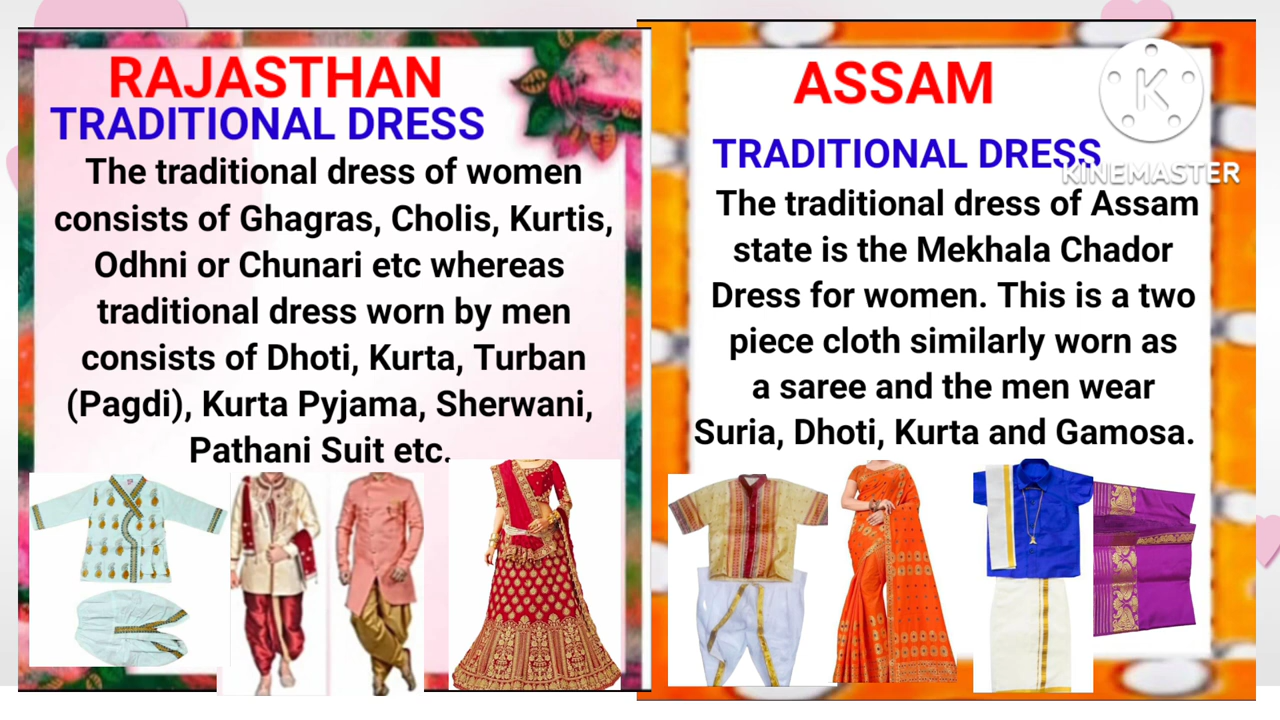 RAJASTHAN
TRADITIONAL DRESS
The traditional dress of women
consists of Ghagras, Cholis, Kurtis,
Odhni or Chunari etc whereas
traditional dress worn by men
consists of Dhoti, Kurta, Turban
(Pagdi), Kurta Pyjama, Sherwani,
Pathani Suit etc.
ASSAM
TRADITIONAL DRESS
The traditional dress of Assam
state is the Mekhala Chador
Dress for women. This is a two
piece cloth similarly worn as
a saree and the men wear
Suria, Dhoti, Kurta and Gamosa.
K
KINEMASTER